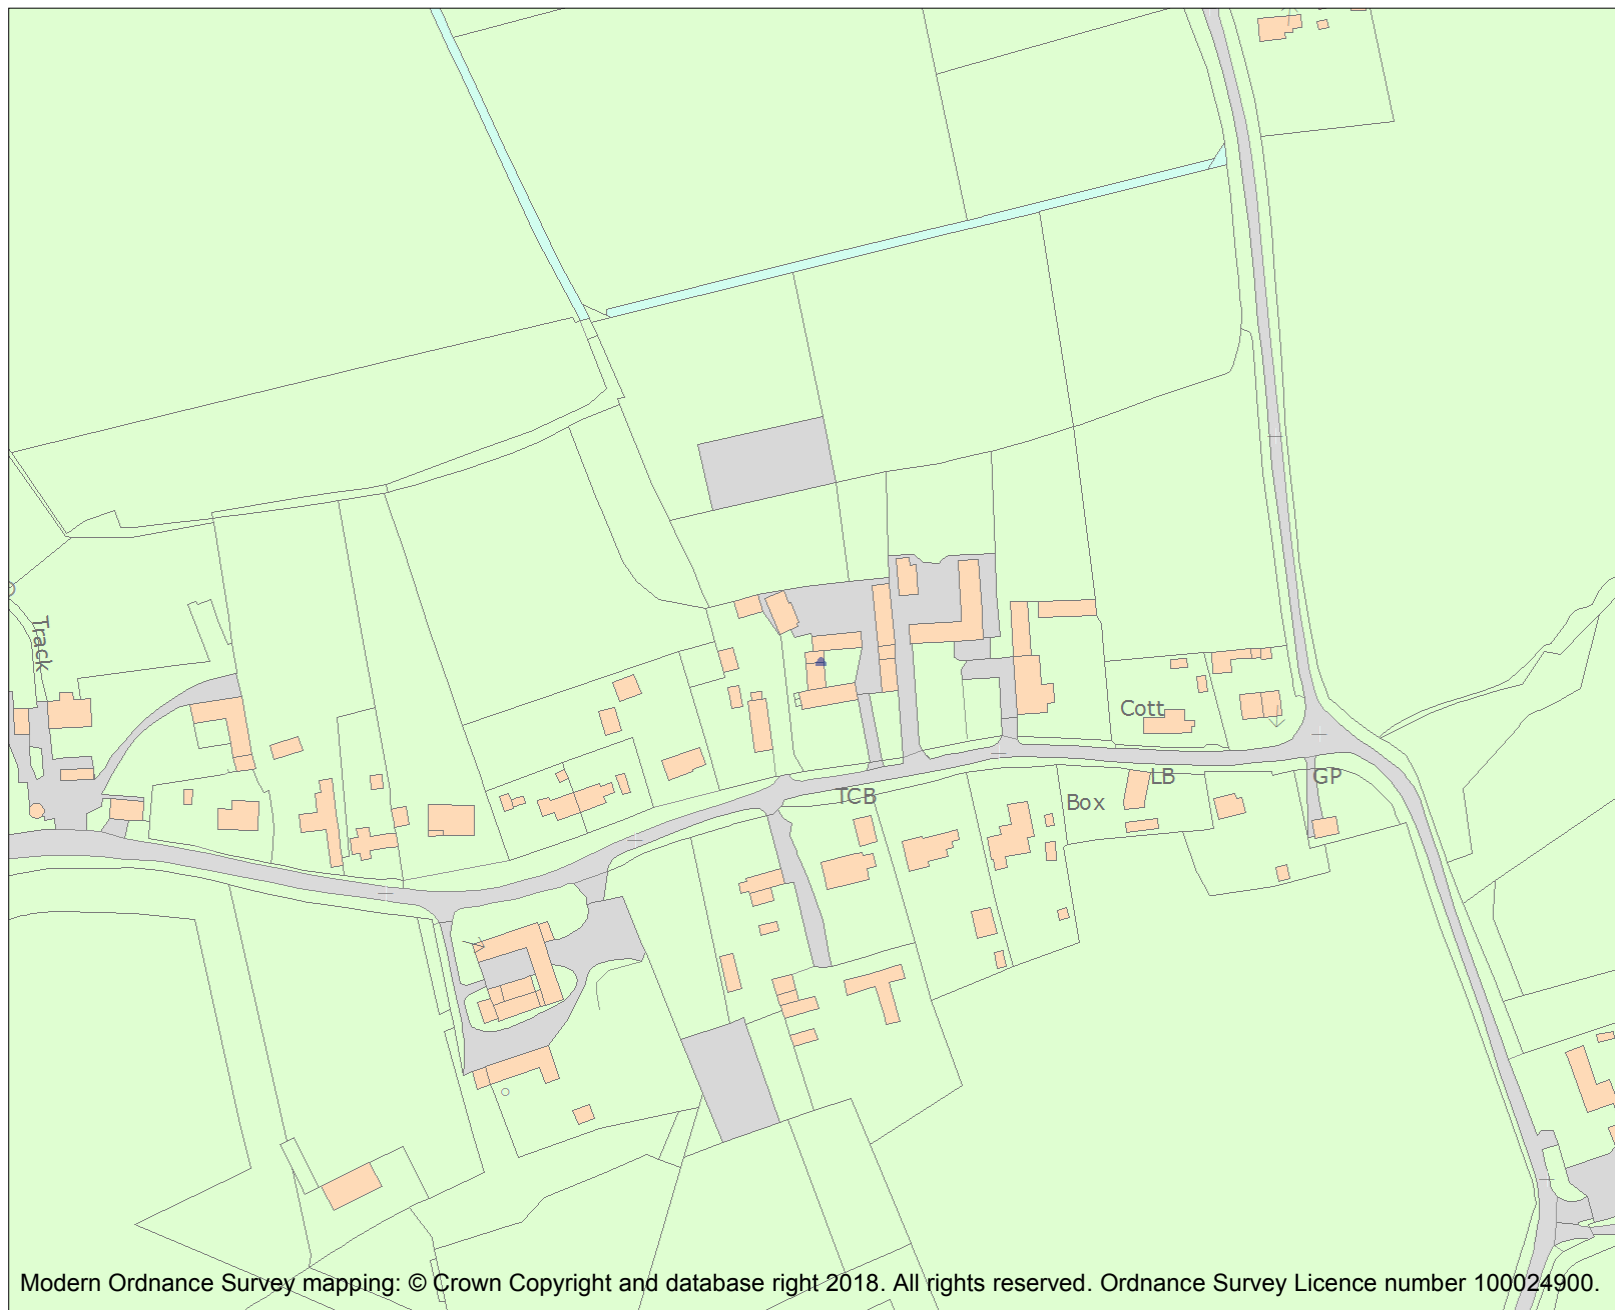 Track
Cott
LB
GP
TCB
Box
Modern Ordnance Survey mapping: © Crown Copyright and database right 2018. All rights reserved. Ordnance Survey Licence number 100024900.